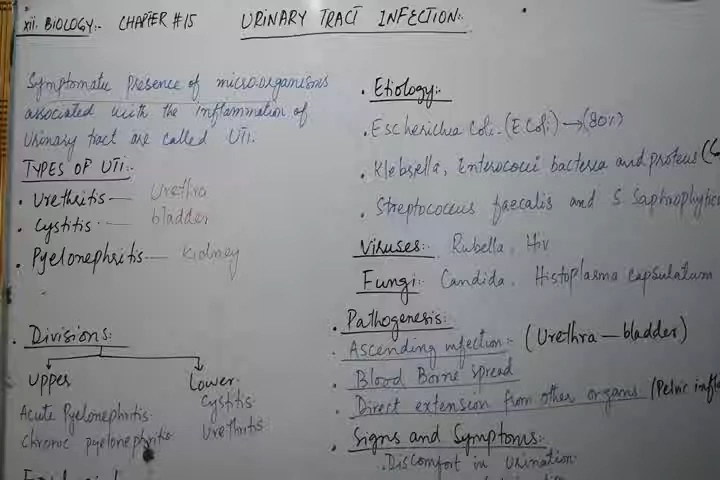 xii. BIOLOGY:. CHAPTER #15 URINARY TRACT INFECTION:.
Symptomatic Presence of micro-organisms
associated with the inflammation of
Urinary tract are called UTI.
TYPES OF UTI:.
• Urethritis — Urethra
• Cystitis — bladder
• Pyelonephritis — Kidney
• Divisions:
Upper Lower:
Acute Pyelonephritis. Cystitis
Chronic pyelonephritis Urethritis
• Etiology:.
• Escherichia Coli. (E.Coli) → (80%)
• Klebsella, Enterococci bacteria and proteus
• Streptococcus faecalis and S. Saphrophytics
Viruses:. Rubella, Hiv
Fungi: Candida, Histoplasma capsulatum
• Pathogenesis:
• Ascending infection:- (Urethra — bladder)
• Blood Borne spread
• Direct extension from other organs (Pelvic infl
• Signs and Symptoms:
• Discomfort in urination